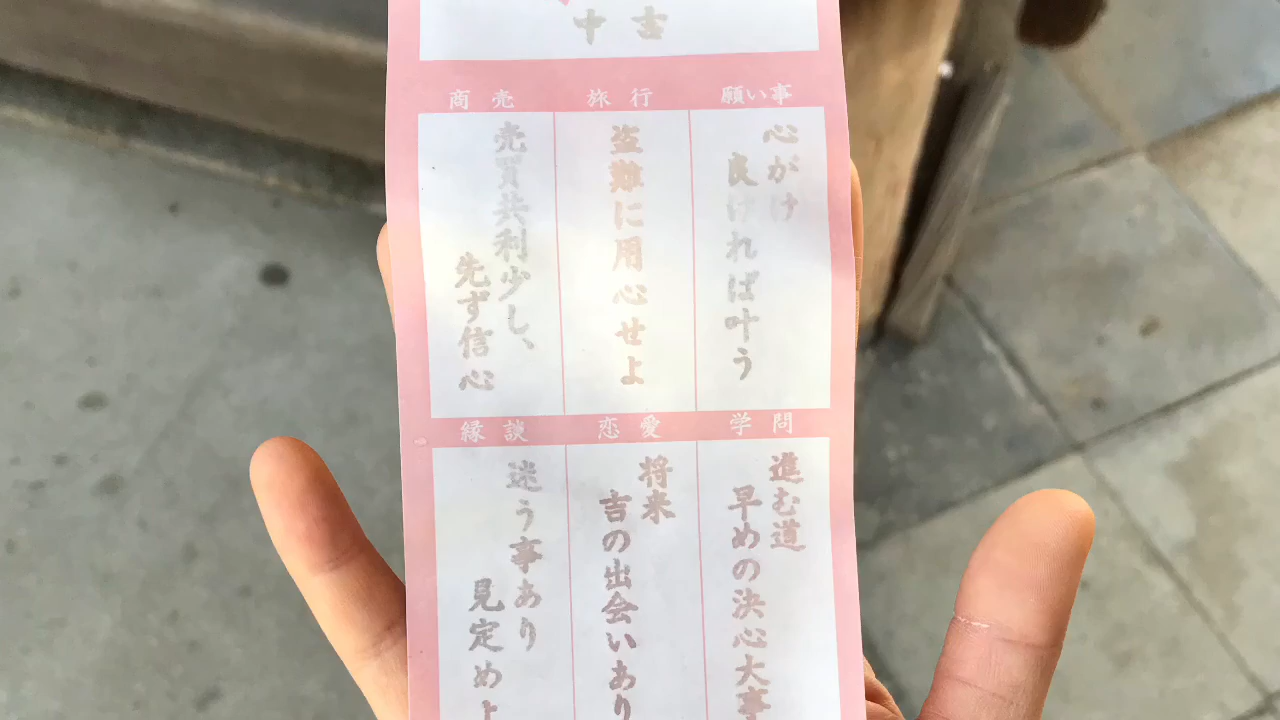 中吉
願い事
心がけ
良ければ叶う
旅行
盗難に用心せよ
商売
売買共利少し、
先ず信心
学問
進む道
早めの決心大事
恋愛
将来
吉の出会いあり
縁談
迷う事あり
見定めよ